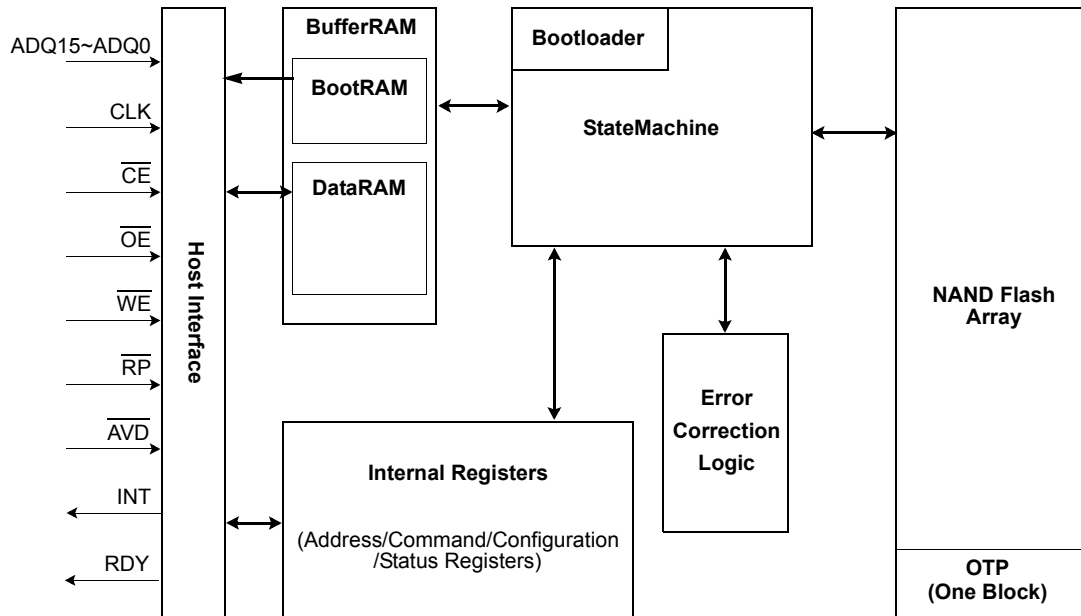 ADQ15~ADQ0
CLK
CE
OE
WE
RP
AVD
INT
RDY
Host Interface
BufferRAM
BootRAM
DataRAM
Bootloader
StateMachine
Error
Correction
Logic
Internal Registers
(Address/Command/Configuration
/Status Registers)
NAND Flash
Array
OTP
(One Block)